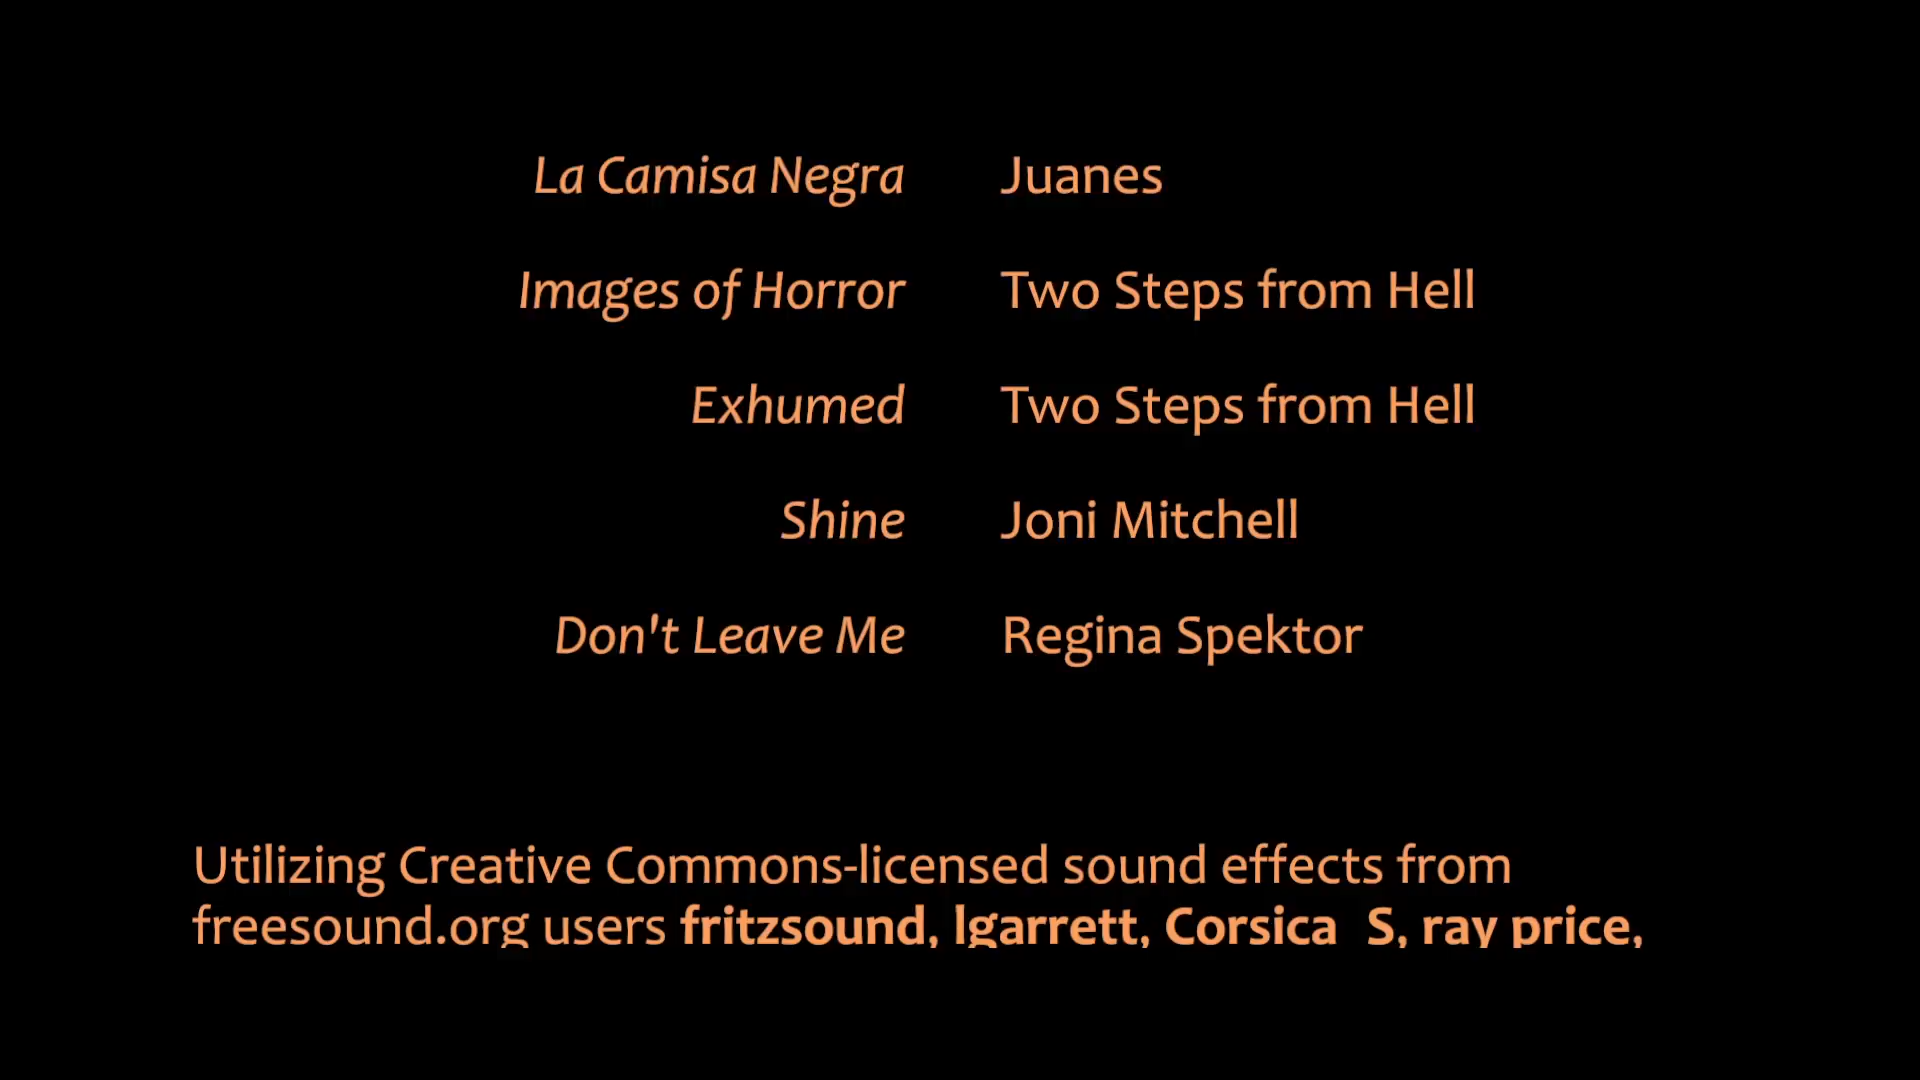 La Camisa Negra Juanes
Images of Horror Two Steps from Hell
Exhumed Two Steps from Hell
Shine Joni Mitchell
Don't Leave Me Regina Spektor
Utilizing Creative Commons-licensed sound effects from
freesound.org users fritzsound, lgarrett, Corsica_S, ray price,